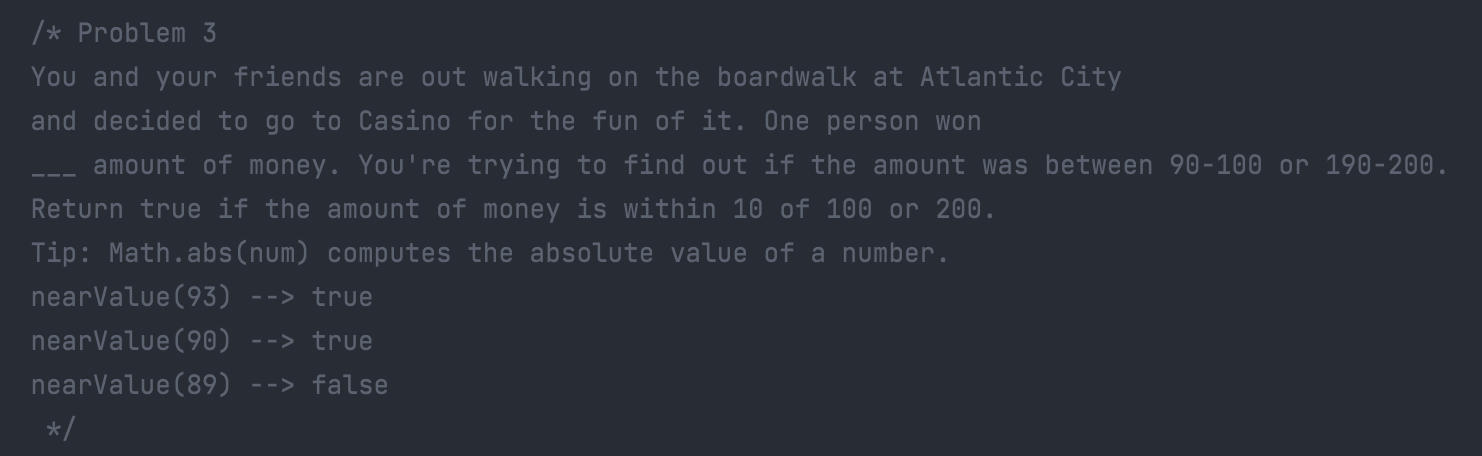 /* Problem 3
You and your friends are out walking on the boardwalk at Atlantic City
and decided to go to Casino for the fun of it. One person won
___ amount of money. You're trying to find out if the amount was between 90-100 or 190-200.
Return true if the amount of money is within 10 of 100 or 200.
Tip: Math.abs(num) computes the absolute value of a number.
nearValue(93) --> true
nearValue(90) --> true
nearValue(89) --> false
 */